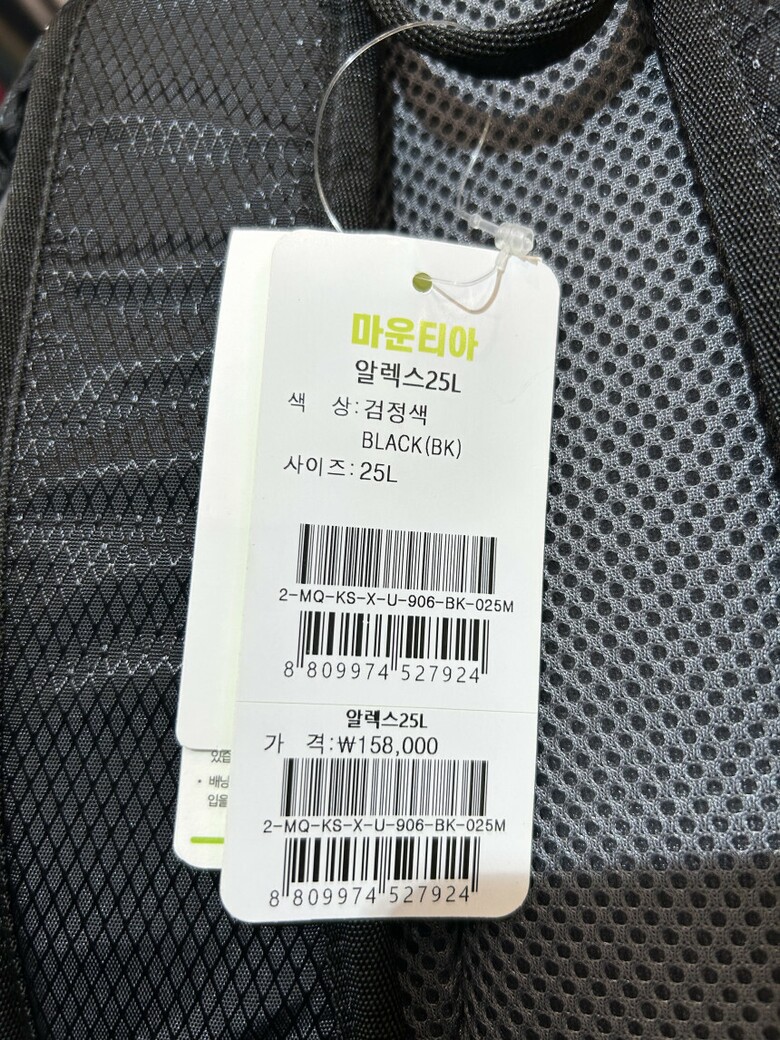 마운티아
알렉스25L
색 상:검정색
BLACK(BK)
사이즈:25L
2-MQ-KS-X-U-906-BK-025M
8 809974 527924
알렉스25L
가 격:₩158,000
2-MQ-KS-X-U-906-BK-025M
8 809974 527924